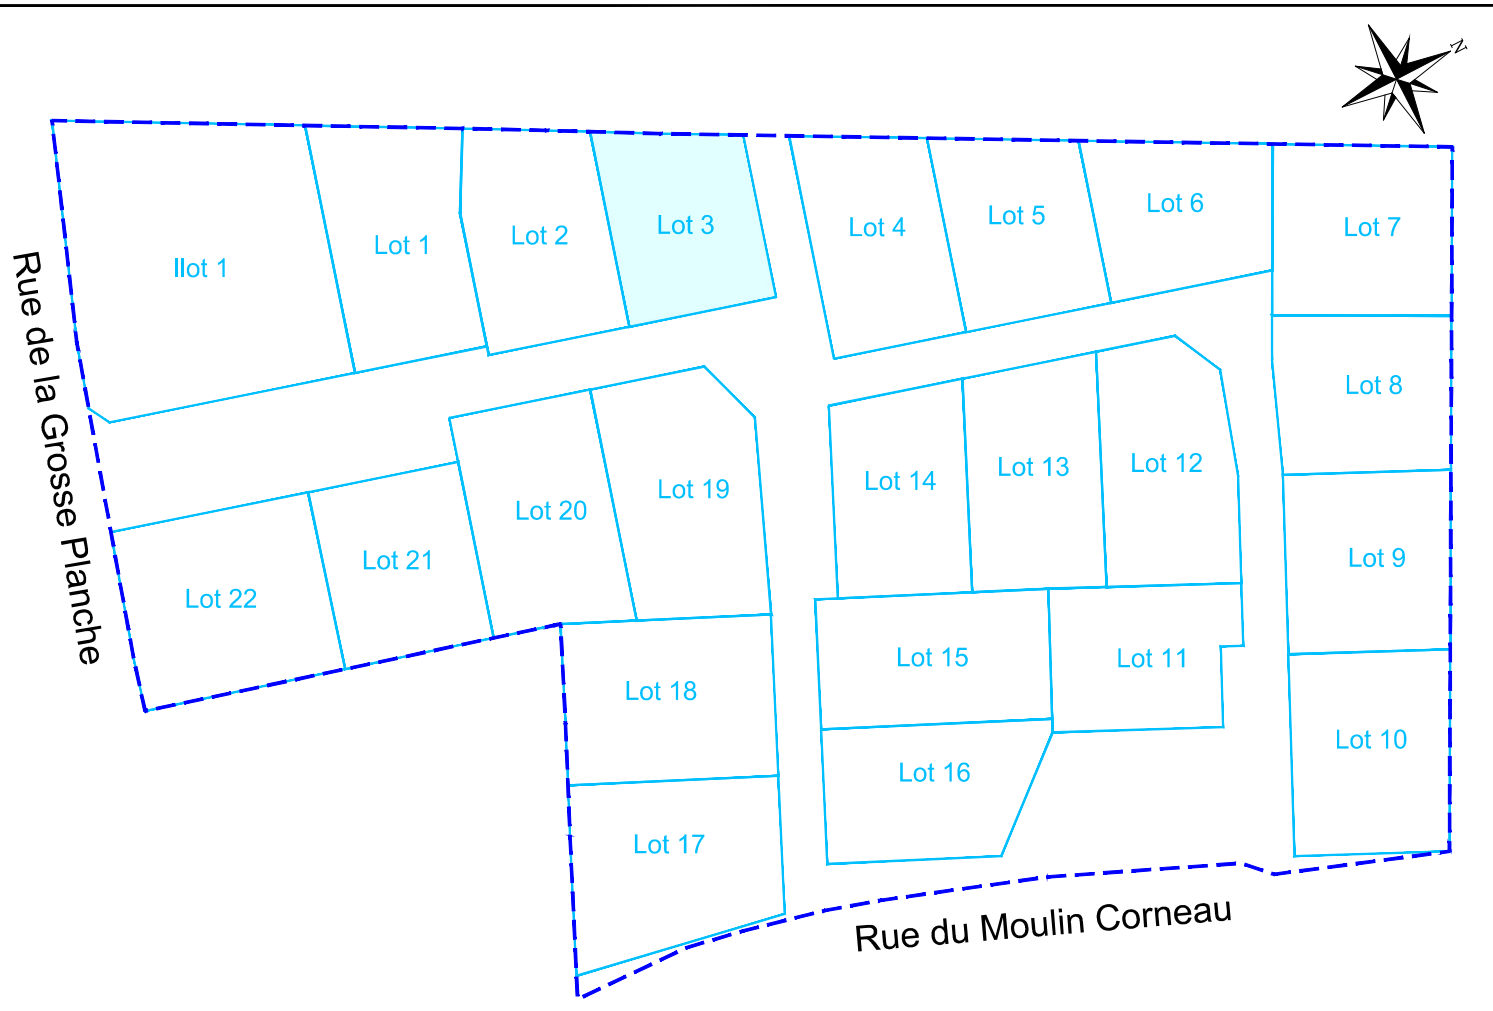 N
Ilot 1
Lot 1
Lot 2
Lot 3
Lot 4
Lot 5
Lot 6
Lot 7
Lot 8
Lot 9
Lot 10
Lot 11
Lot 12
Lot 13
Lot 14
Lot 15
Lot 16
Lot 17
Lot 18
Lot 19
Lot 20
Lot 21
Lot 22
Rue de la Grosse Planche
Rue du Moulin Corneau